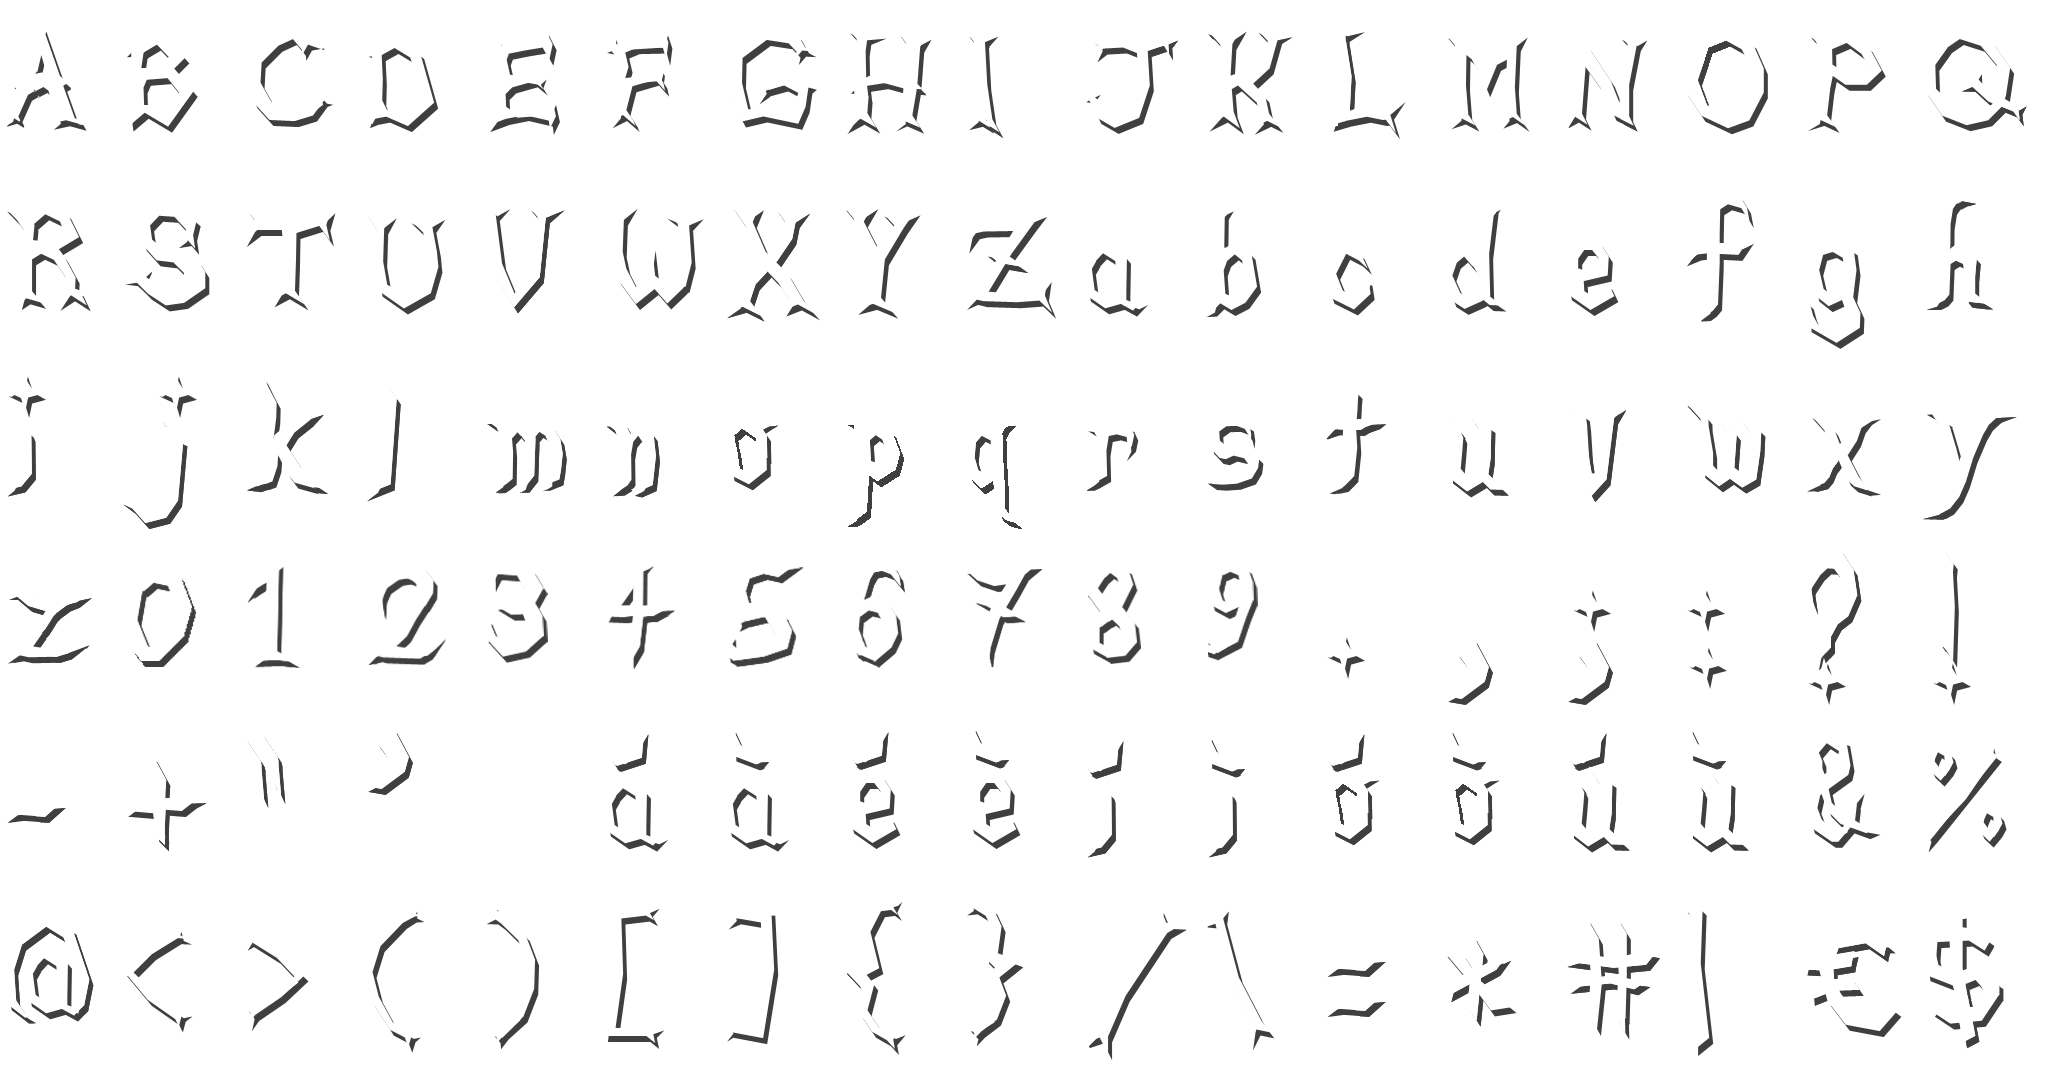 A B C D E F G H I J K L M N O P Q
R S T U V W X Y Z a b c d e f g h
i j k l m n o p q r s t u v w x y
z 0 1 2 3 4 5 6 7 8 9 . , ; : ? !
- + " ' á à é è í ì ó ò ú ù & %
@ < > ( ) [ ] { } / \ = * # | € $